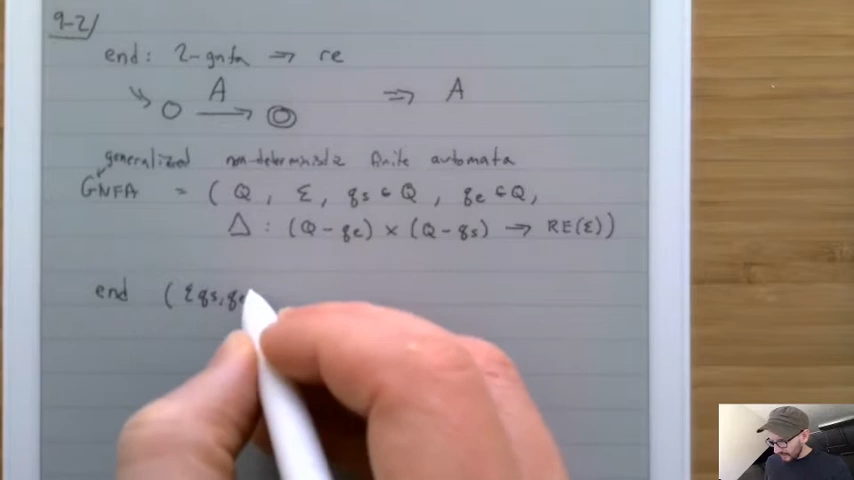 9-2/
end: 2-gnfa ⇒ re
A ⇒ A
generalized non-deterministic finite automata
GNFA = ( Q , Σ , qs ∈ Q , qe ∈ Q,
Δ : (Q - qe) × (Q - qs) → RE(Σ))
end ( {qs, qe